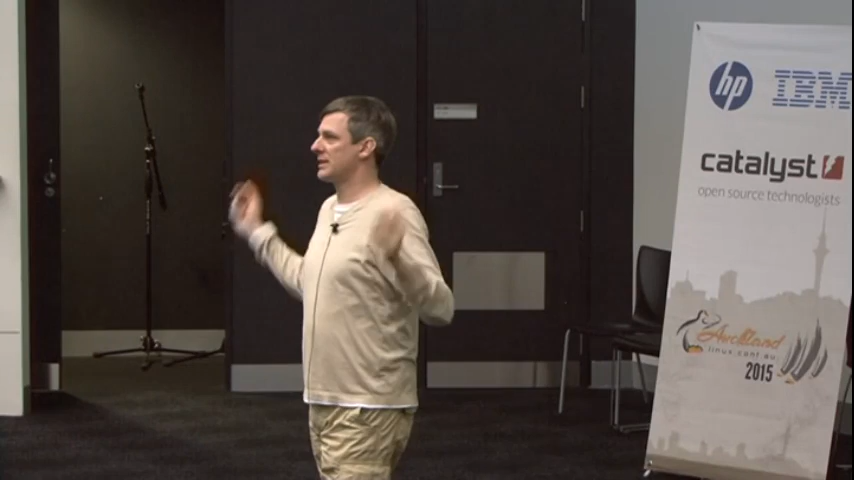 hp
IBM
catalyst
open source technologists
Auckland
linux.conf.au
2015